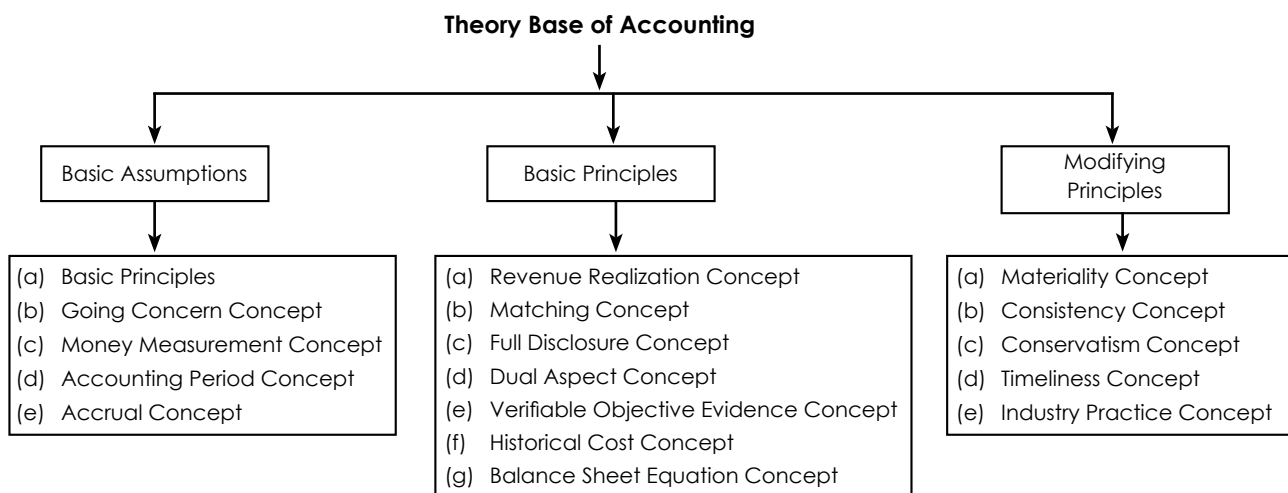 Theory Base of Accounting
Basic Assumptions
Basic Principles
Modifying
Principles
(a) Basic Principles
(b) Going Concern Concept
(c) Money Measurement Concept
(d) Accounting Period Concept
(e) Accrual Concept
(a) Revenue Realization Concept
(b) Matching Concept
(c) Full Disclosure Concept
(d) Dual Aspect Concept
(e) Verifiable Objective Evidence Concept
(f) Historical Cost Concept
(g) Balance Sheet Equation Concept
(a) Materiality Concept
(b) Consistency Concept
(c) Conservatism Concept
(d) Timeliness Concept
(e) Industry Practice Concept